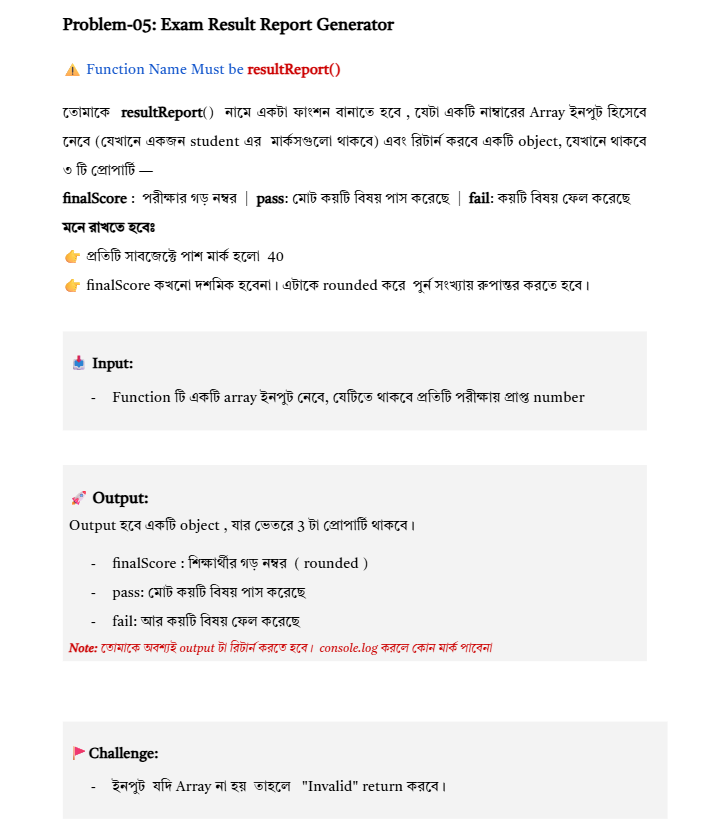 Problem-05: Exam Result Report Generator
⚠️ Function Name Must be resultReport()
তোমাকে resultReport() নামে একটা ফাংশন বানাতে হবে , যেটা একটি নাম্বারের Array ইনপুট হিসেবে
নেবে (যেখানে একজন student এর মার্কসগুলো থাকবে) এবং রিটার্ন করবে একটি object, যেখানে থাকবে
৩ টি প্রোপার্টি —
finalScore : পরীক্ষার গড় নম্বর | pass: মোট কয়টি বিষয় পাস করেছে | fail: কয়টি বিষয় ফেল করেছে
মনে রাখতে হবেঃ
👉 প্রতিটি সাবজেক্টে পাশ মার্ক হলো 40
👉 finalScore কখনো দশমিক হবেনা। এটাকে rounded করে পুর্ন সংখ্যায় রুপান্তর করতে হবে।
📥 Input:
- Function টি একটি array ইনপুট নেবে, যেটিতে থাকবে প্রতিটি পরীক্ষায় প্রাপ্ত number
🚀 Output:
Output হবে একটি object , যার ভেতরে 3 টা প্রোপার্টি থাকবে।
- finalScore : শিক্ষার্থীর গড় নম্বর ( rounded )
- pass: মোট কয়টি বিষয় পাস করেছে
- fail: আর কয়টি বিষয় ফেল করেছে
Note: তোমাকে অবশ্যই output টা রিটার্ন করতে হবে। console.log করলে কোন মার্ক পাবেনা
🚩 Challenge:
- ইনপুট যদি Array না হয় তাহলে "Invalid" return করবে।